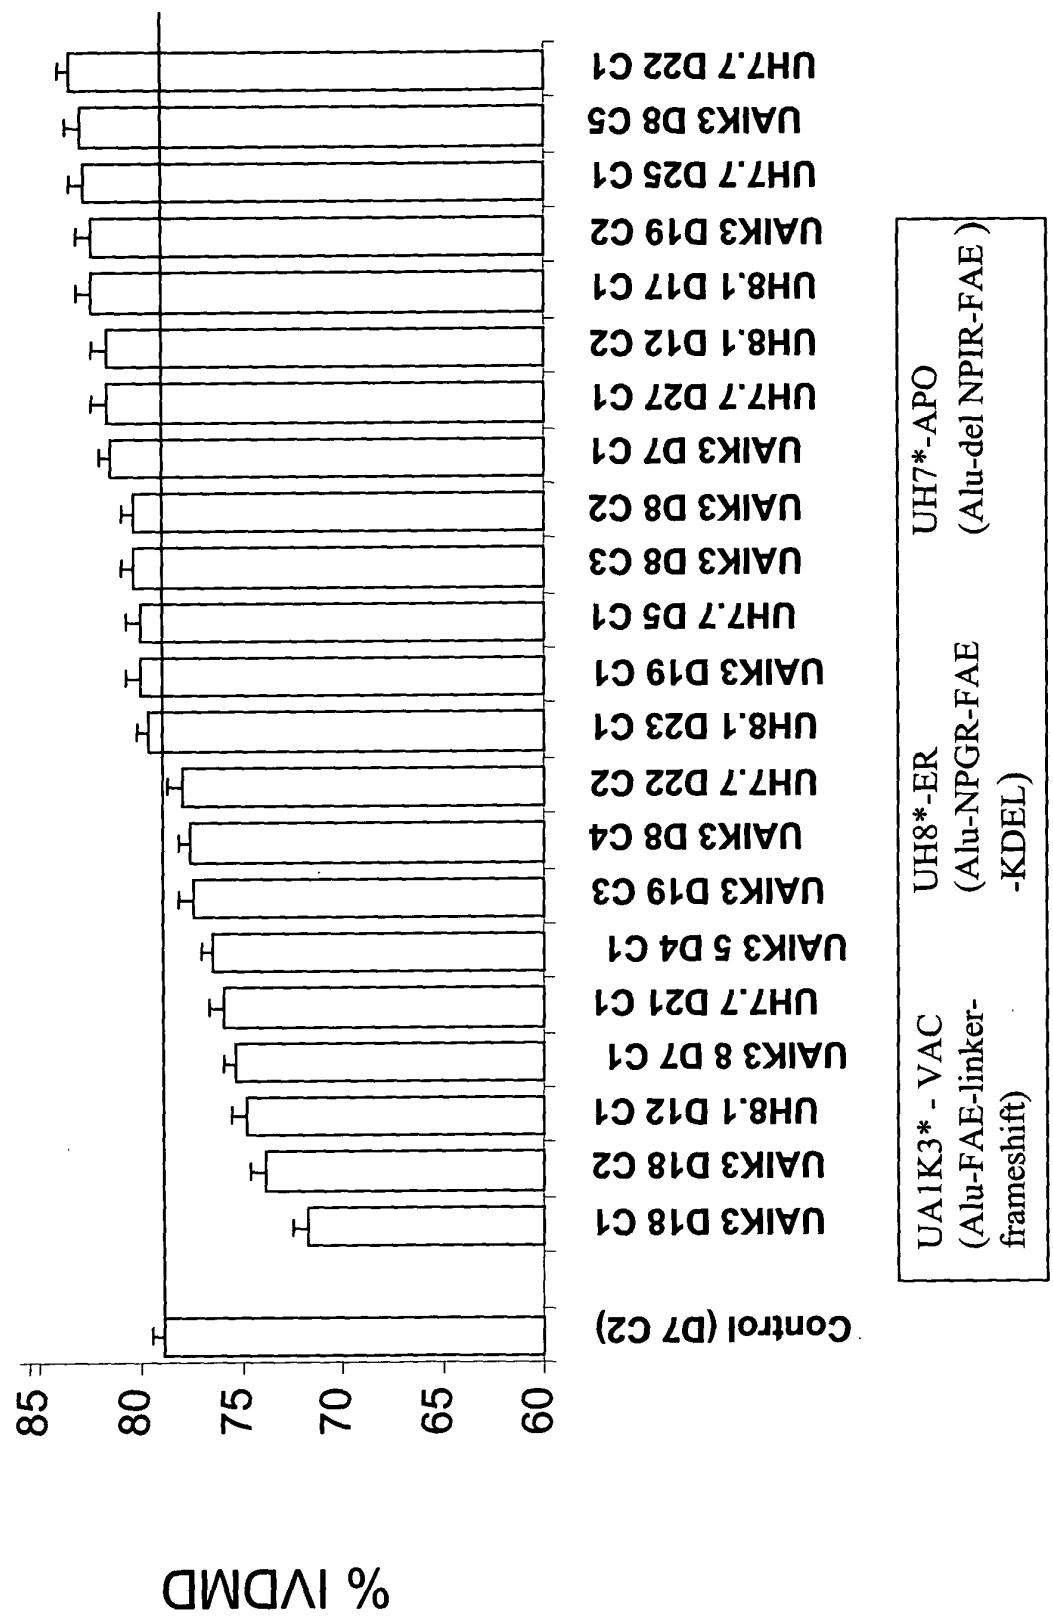 % IVDMD
85
80
75
70
65
60
Control (D7 C2)
UAIK3 D18 C1
UAIK3 D18 C2
UH8.1 D12 C1
UAIK3 8 D7 C1
UH7.7 D21 C1
UAIK3 5 D4 C1
UAIK3 D19 C3
UAIK3 D8 C4
UH7.7 D22 C2
UH8.1 D23 C1
UAIK3 D19 C1
UH7.7 D5 C1
UAIK3 D8 C3
UAIK3 D8 C2
UAIK3 D7 C1
UH7.7 D27 C1
UH8.1 D12 C2
UH8.1 D17 C1
UAIK3 D19 C2
UH7.7 D25 C1
UAIK3 D8 C5
UH7.7 D22 C1
UA1K3* - VAC
(Alu-FAE-linker-
frameshift)
UH8*-ER
(Alu-NPGR-FAE
-KDEL)
UH7*-APO
(Alu-del NPIR-FAE )